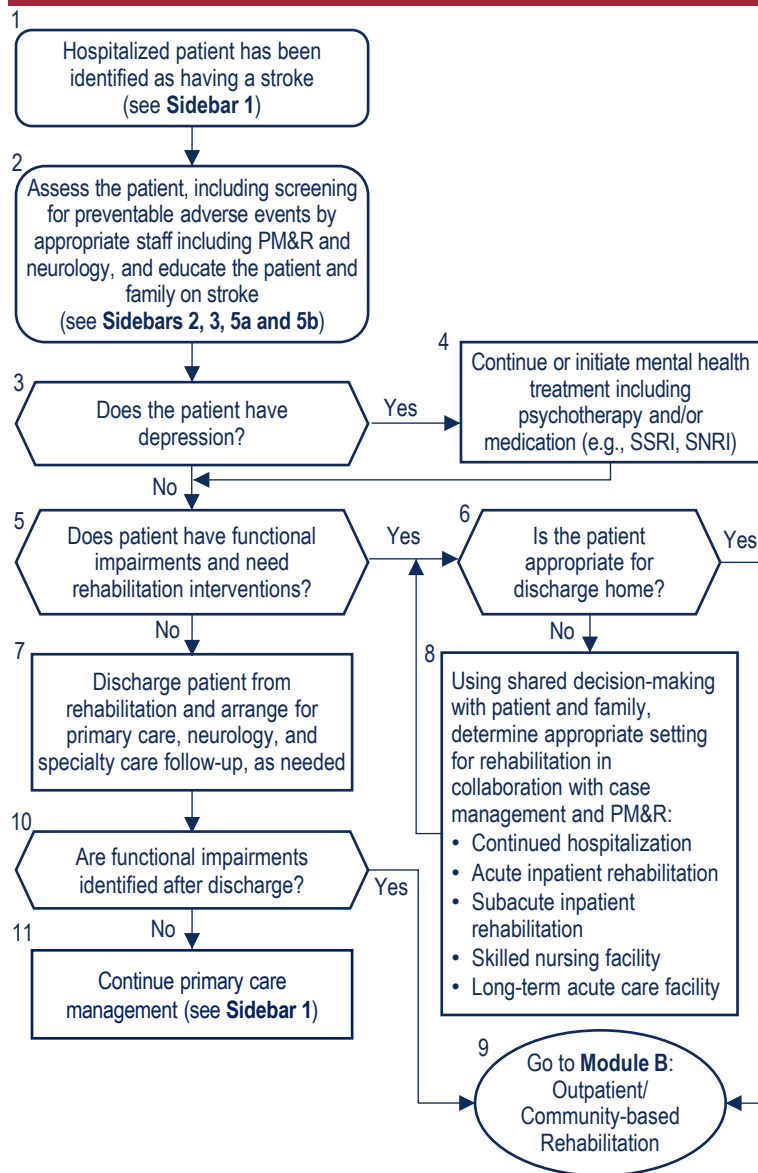 1
Hospitalized patient has been
identified as having a stroke
(see Sidebar 1)
2
Assess the patient, including screening
for preventable adverse events by
appropriate staff including PM&R and
neurology, and educate the patient and
family on stroke
(see Sidebars 2, 3, 5a and 5b)
3
Does the patient have
depression?
Yes
4
Continue or initiate mental health
treatment including
psychotherapy and/or
medication (e.g., SSRI, SNRI)
No
5
Does patient have functional
impairments and need
rehabilitation interventions?
Yes
6
Is the patient
appropriate for
discharge home?
Yes
No
No
7
Discharge patient from
rehabilitation and arrange for
primary care, neurology, and
specialty care follow-up, as needed
8
Using shared decision-making
with patient and family,
determine appropriate setting
for rehabilitation in
collaboration with case
management and PM&R:
• Continued hospitalization
• Acute inpatient rehabilitation
• Subacute inpatient
rehabilitation
• Skilled nursing facility
• Long-term acute care facility
10
Are functional impairments
identified after discharge?
Yes
No
11
Continue primary care
management (see Sidebar 1)
9
Go to Module B:
Outpatient/
Community-based
Rehabilitation